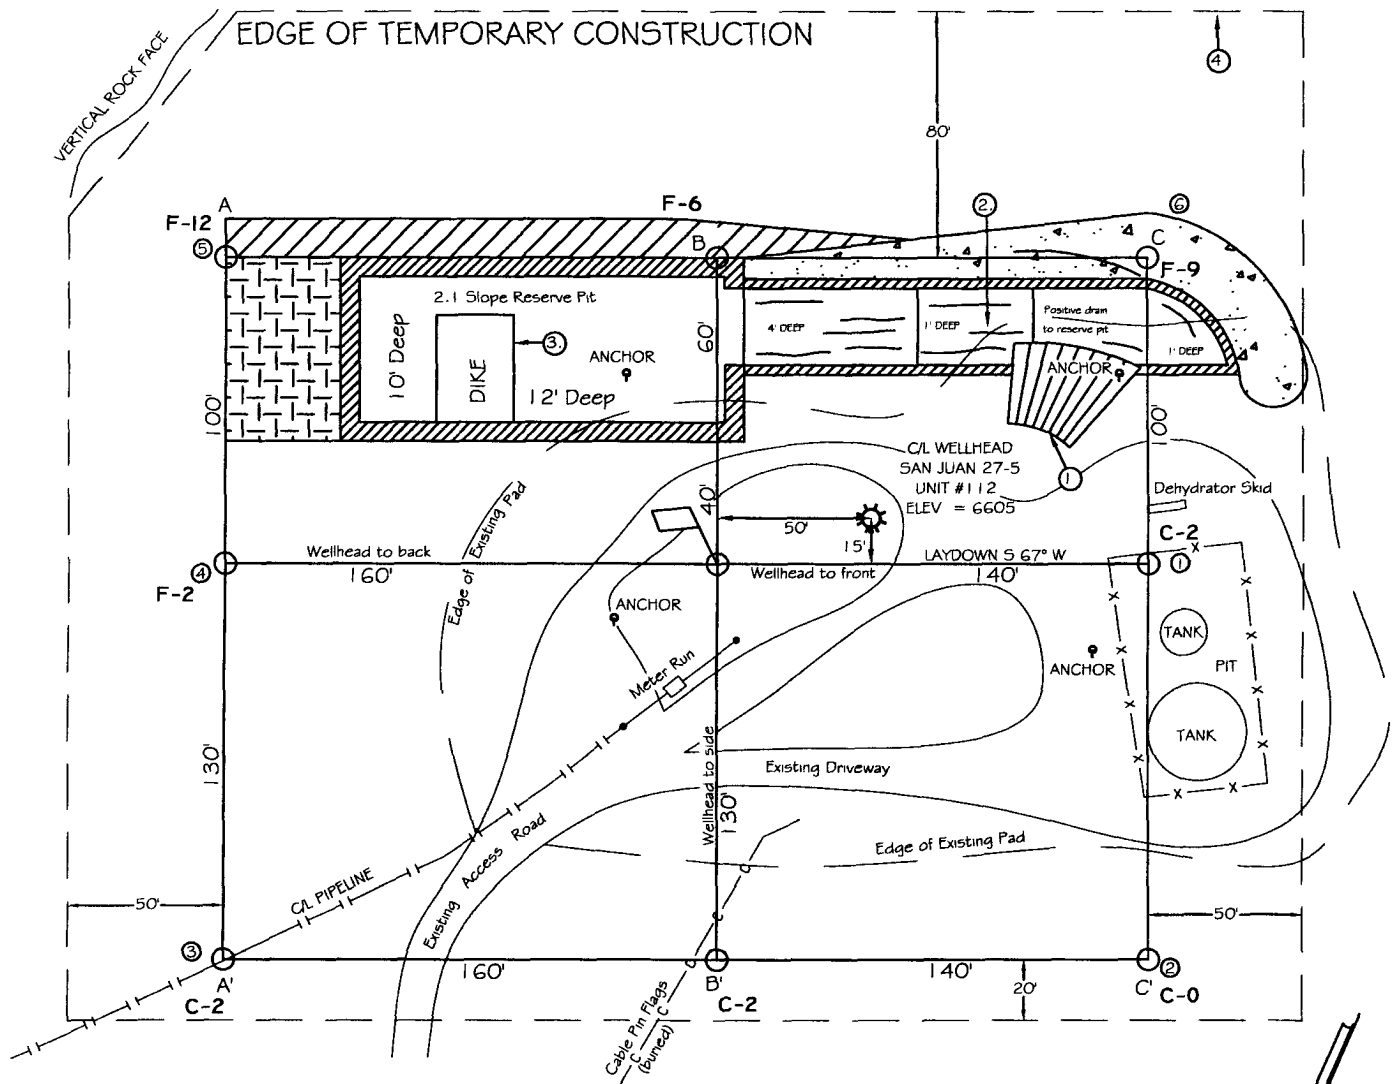 EDGE OF TEMPORARY CONSTRUCTION
VERTICAL ROCK FACE
4
80'
A
F-12
5
F-6
B
2.
6
C
F-9
2.1 Slope Reserve Pit
10' Deep
DIKE
3.
ANCHOR
12' Deep
60'
4' DEEP
1' DEEP
Positive drain
to reserve pit
1' DEEP
ANCHOR
100'
100'
C/L WELLHEAD
SAN JUAN 27-5
UNIT #112
ELEV = 6605
1
Dehydrator Skid
Edge of Existing Pad
40'
50'
15'
C-2
1
Wellhead to back
160'
4
F-2
Wellhead to front
LAYDOWN S 67° W
140'
ANCHOR
Meter Run
ANCHOR
TANK
PIT
TANK
130'
Wellhead to side
130'
Existing Driveway
Edge of Existing Pad
Existing Access Road
C/L PIPELINE
50'
50'
3
A'
C-2
160'
B'
C-2
140'
20'
C'
2
C-0
Cable Pin Flags
(buried)
C
C
C
C
C
C
x
x
x
x
x
x
x
x
x
x